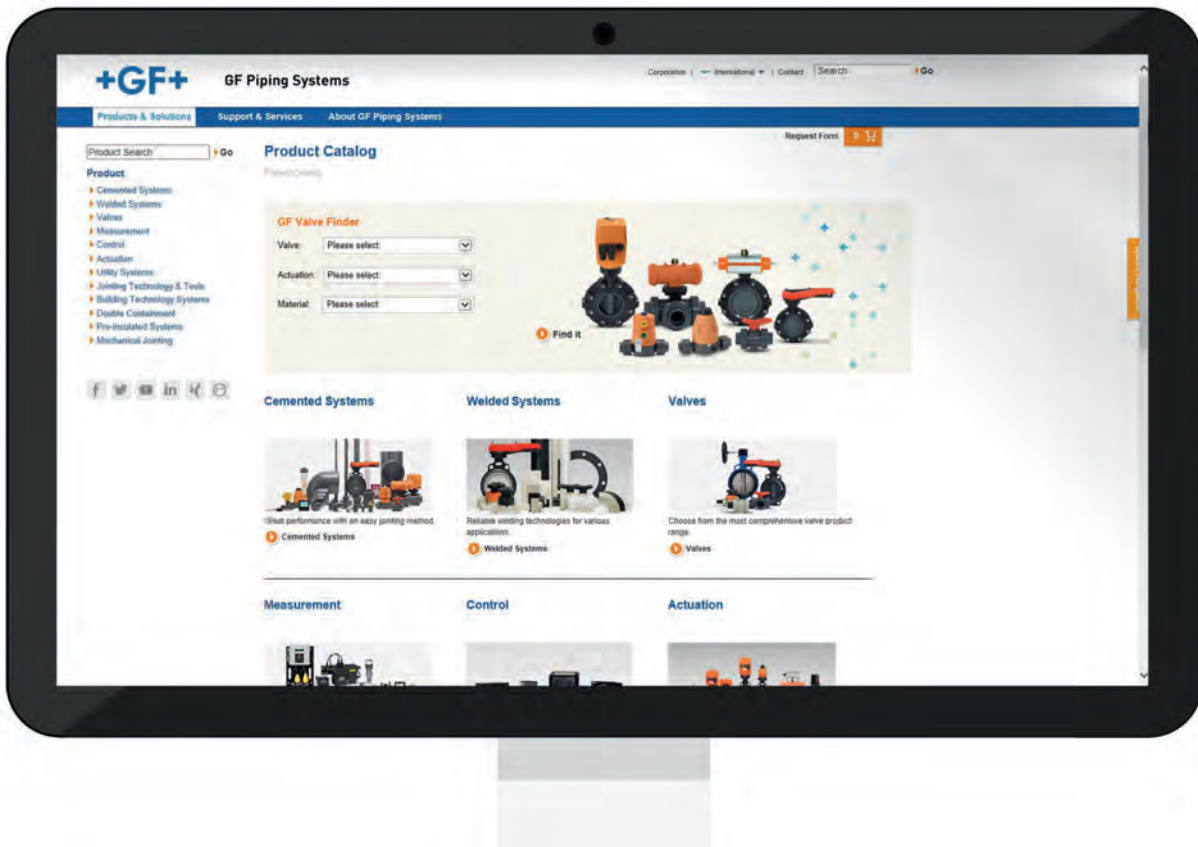 +GF+
GF Piping Systems
Corporation | International | Contact Search Go
Products & Solutions Support & Services About GF Piping Systems
Request Form 0
Product Search Go
Product Catalog
Product Catalog
Product
Cemented Systems
Welded Systems
Valves
Measurement
Control
Actuation
Utility Systems
Jointing Technology & Tools
Building Technology Systems
Double Containment
Pre-Insulated Systems
Mechanical Jointing
GF Valve Finder
Valve: Please select:
Actuation: Please select:
Material: Please select:
Find it
Cemented Systems
Great performance with an easy jointing method.
Cemented Systems
Welded Systems
Reliable welding technologies for various
applications.
Welded Systems
Valves
Choose from the most comprehensive valve product
range.
Valves
Measurement
Control
Actuation